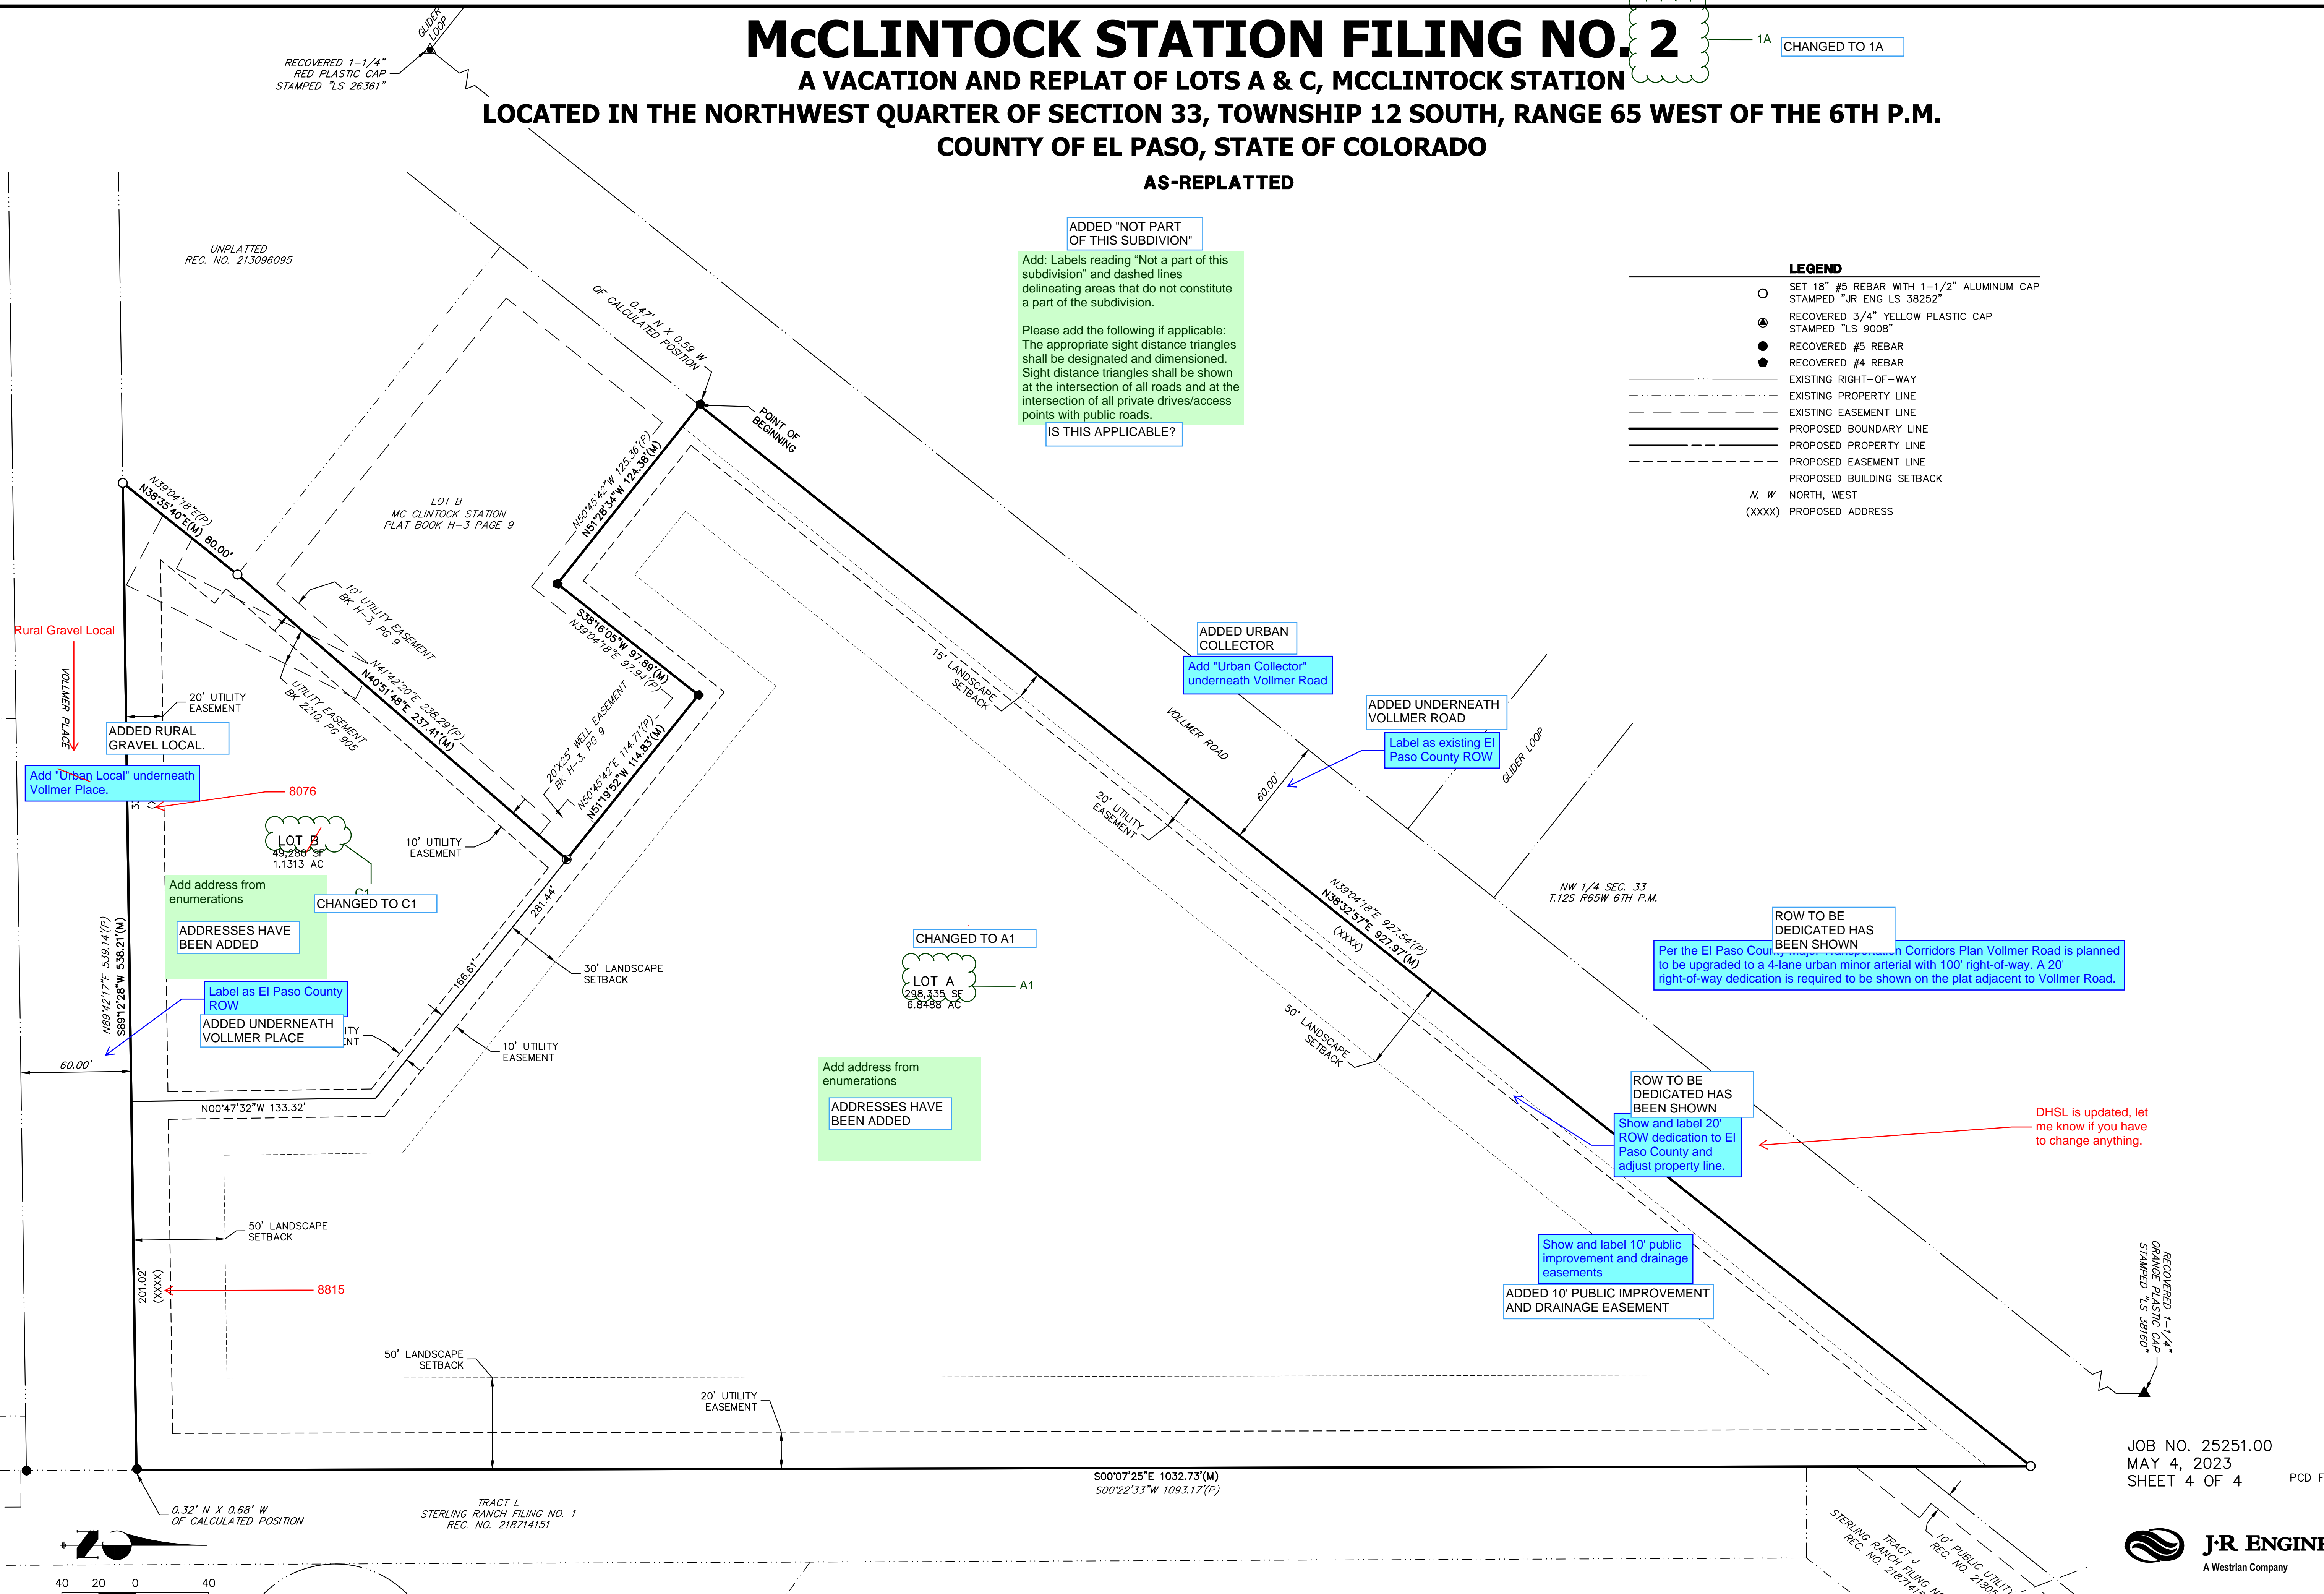 GLIDER
LOOP
RECOVERED 1-1/4"
RED PLASTIC CAP
STAMPED "LS 26361"
McCLINTOCK STATION FILING NO. 2
1A
CHANGED TO 1A
A VACATION AND REPLAT OF LOTS A & C, MCCLINTOCK STATION
LOCATED IN THE NORTHWEST QUARTER OF SECTION 33, TOWNSHIP 12 SOUTH, RANGE 65 WEST OF THE 6TH P.M.
COUNTY OF EL PASO, STATE OF COLORADO
AS-REPLATTED
UNPLATTED
REC. NO. 213096095
ADDED "NOT PART
OF THIS SUBDIVION"
Add: Labels reading “Not a part of this
subdivision” and dashed lines
delineating areas that do not constitute
a part of the subdivision.
Please add the following if applicable:
The appropriate sight distance triangles
shall be designated and dimensioned.
Sight distance triangles shall be shown
at the intersection of all roads and at the
intersection of all private drives/access
points with public roads.
IS THIS APPLICABLE?
LEGEND
SET 18" #5 REBAR WITH 1-1/2" ALUMINUM CAP
STAMPED "JR ENG LS 38252"
RECOVERED 3/4" YELLOW PLASTIC CAP
STAMPED "LS 9008"
RECOVERED #5 REBAR
RECOVERED #4 REBAR
EXISTING RIGHT-OF-WAY
EXISTING PROPERTY LINE
EXISTING EASEMENT LINE
PROPOSED BOUNDARY LINE
PROPOSED PROPERTY LINE
PROPOSED EASEMENT LINE
PROPOSED BUILDING SETBACK
N, W NORTH, WEST
(XXXX) PROPOSED ADDRESS
0.47' N X 0.59 W
OF CALCULATED POSITION
POINT OF
BEGINNING
N50°45'42"W 125.36'(P)
N51°28'34"W 124.38'(M)
N39°04'18"E(P)
N38°35'40"E(M) 80.00'
LOT B
MC CLINTOCK STATION
PLAT BOOK H-3 PAGE 9
10' UTILITY EASEMENT
BK H-3, PG 9
S38°16'05"W 97.89'(M)
N39°04'18"E 97.94'(P)
Rural Gravel Local
VOLLMER PLACE
20' UTILITY
EASEMENT
UTILITY EASEMENT
BK 2210, PG 905
N41°42'20"E 238.29'(P)
N40°51'48"E 237.41'(M)
20'X25' WELL EASEMENT
BK H-3, PG 9
N50°45'42"E 114.71'(P)
N51°19'52"W 114.83'(M)
ADDED RURAL
GRAVEL LOCAL.
Add "Urban Local" underneath
Vollmer Place.
8076
15' LANDSCAPE
SETBACK
ADDED URBAN
COLLECTOR
Add "Urban Collector"
underneath Vollmer Road
VOLLMER ROAD
ADDED UNDERNEATH
VOLLMER ROAD
Label as existing El
Paso County ROW
60.00'
GLIDER LOOP
20' UTILITY
EASEMENT
LOT B
49,280 SF
1.1313 AC
C1
CHANGED TO C1
10' UTILITY
EASEMENT
Add address from
enumerations
ADDRESSES HAVE
BEEN ADDED
N89°42'17"E 539.14'(P)
S89°12'28"W 538.21'(M)
Label as El Paso County
ROW
ADDED UNDERNEATH
VOLLMER PLACE
ITY
NT
60.00'
281.44'
166.61'
30' LANDSCAPE
SETBACK
10' UTILITY
EASEMENT
N00°47'32"W 133.32'
CHANGED TO A1
LOT A
298,335 SF
6.8488 AC
A1
Add address from
enumerations
ADDRESSES HAVE
BEEN ADDED
N39°04'18"E 927.54'(P)
N38°32'57"E 927.97'(M)
(XXXX)
NW 1/4 SEC. 33
T.12S R65W 6TH P.M.
ROW TO BE
DEDICATED HAS
BEEN SHOWN
Per the El Paso County Major Transportation Corridors Plan Vollmer Road is planned
to be upgraded to a 4-lane urban minor arterial with 100' right-of-way. A 20'
right-of-way dedication is required to be shown on the plat adjacent to Vollmer Road.
50' LANDSCAPE
SETBACK
ROW TO BE
DEDICATED HAS
BEEN SHOWN
Show and label 20'
ROW dedication to El
Paso County and
adjust property line.
DHSL is updated, let
me know if you have
to change anything.
50' LANDSCAPE
SETBACK
201.02'
(XXXX)
8815
Show and label 10' public
improvement and drainage
easements
ADDED 10' PUBLIC IMPROVEMENT
AND DRAINAGE EASEMENT
RECOVERED 1-1/4"
ORANGE PLASTIC CAP
STAMPED "LS 38160"
50' LANDSCAPE
SETBACK
20' UTILITY
EASEMENT
S00°07'25"E 1032.73'(M)
S00°22'33"W 1093.17'(P)
0.32' N X 0.68' W
OF CALCULATED POSITION
TRACT L
STERLING RANCH FILING NO. 1
REC. NO. 218714151
JOB NO. 25251.00
MAY 4, 2023
SHEET 4 OF 4
PCD F
TRACT J
STERLING RANCH FILING NO
REC. NO. 2187141
10' PUBLIC UTILITY
REC. NO. 21805
J·R ENGINE
A Westrian Company
40 20 0 40